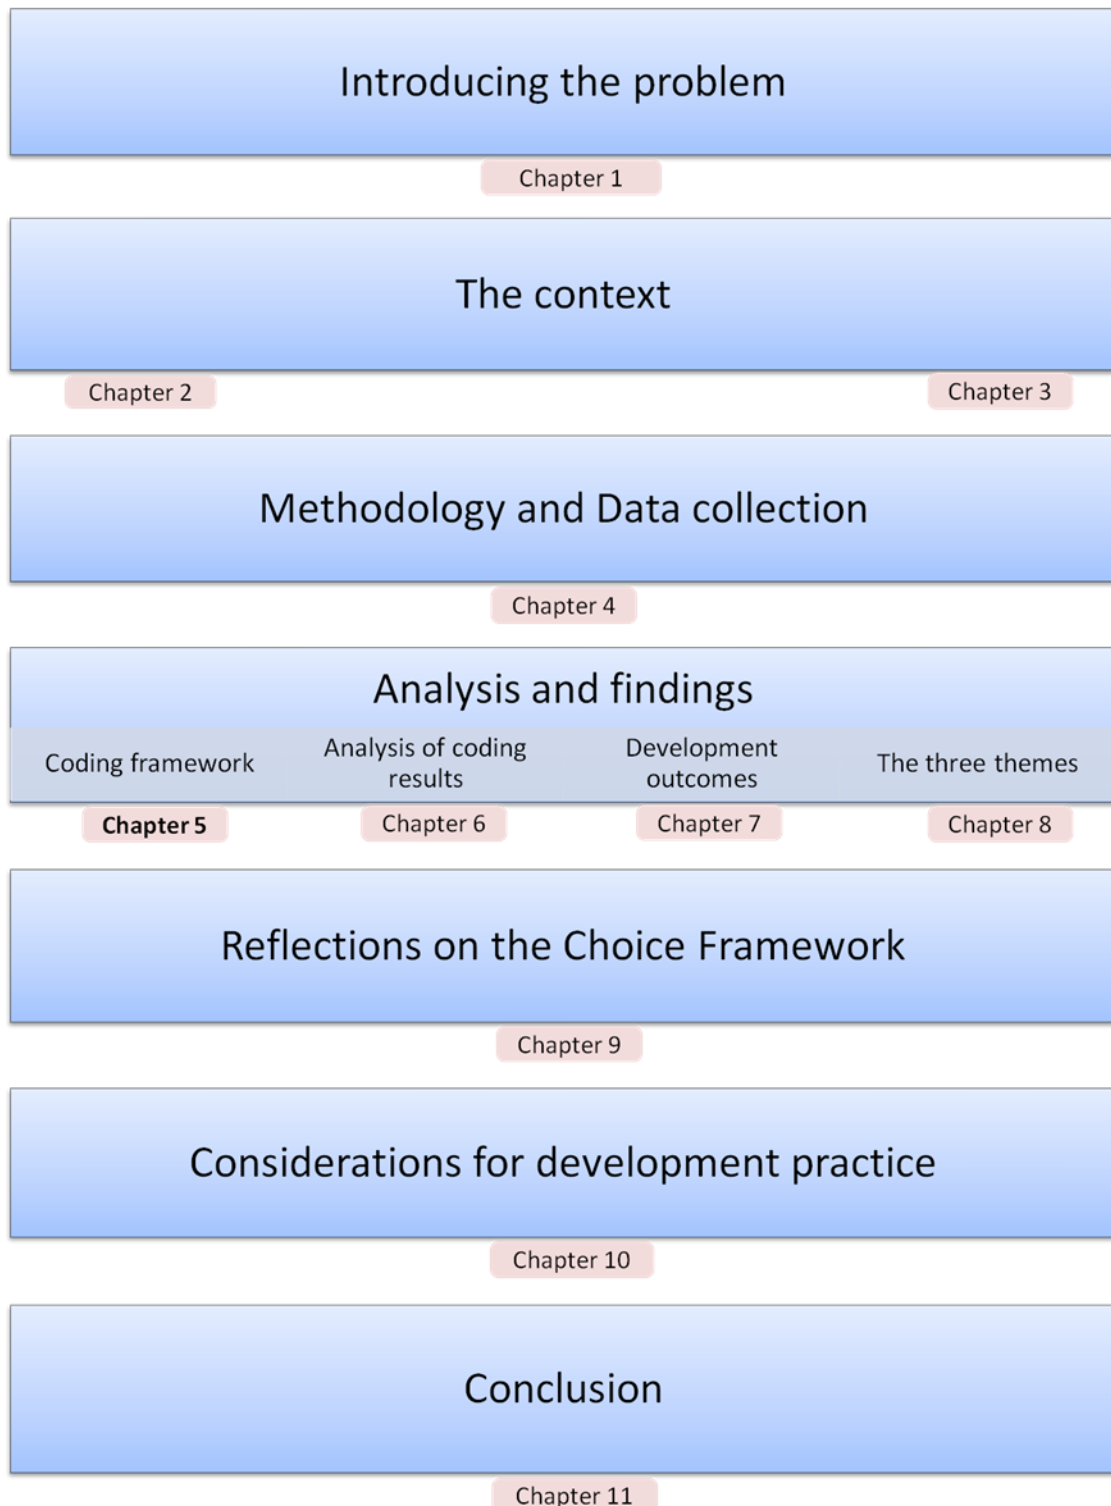 Introducing the problem
Chapter 1
The context
Chapter 2
Chapter 3
Methodology and Data collection
Chapter 4
Analysis and findings
Coding framework
Analysis of coding
results
Development
outcomes
The three themes
Chapter 5
Chapter 6
Chapter 7
Chapter 8
Reflections on the Choice Framework
Chapter 9
Considerations for development practice
Chapter 10
Conclusion
Chapter 11